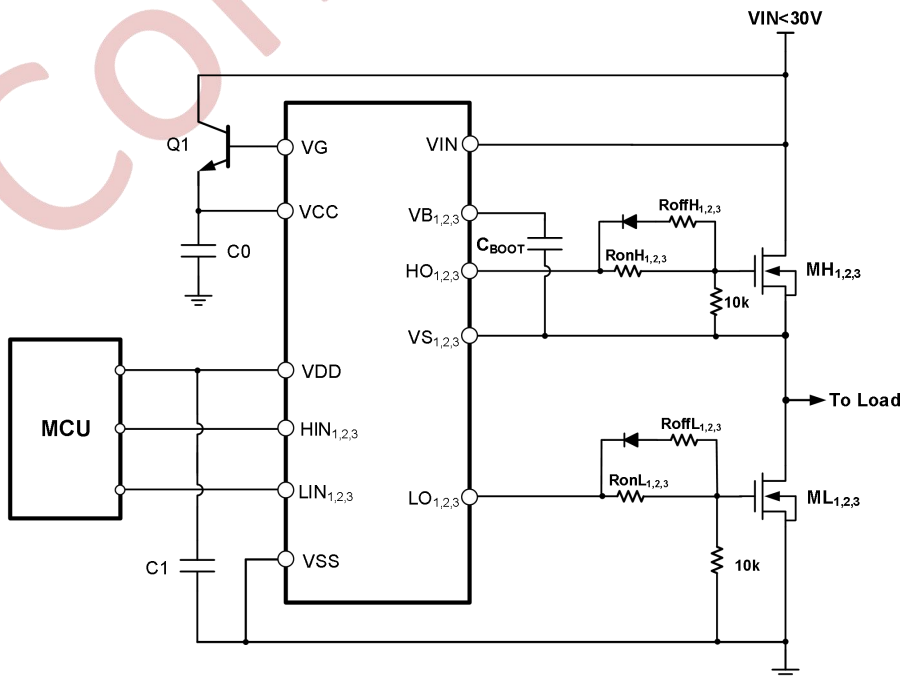 VIN<30V
Q1
VG
VIN
VCC
VB1,2,3
C0
CBOOT
RoffH1,2,3
HO1,2,3
RonH1,2,3
MH1,2,3
10k
VS1,2,3
MCU
VDD
HIN1,2,3
To Load
RoffL1,2,3
LIN1,2,3
LO1,2,3
RonL1,2,3
ML1,2,3
C1
VSS
10k